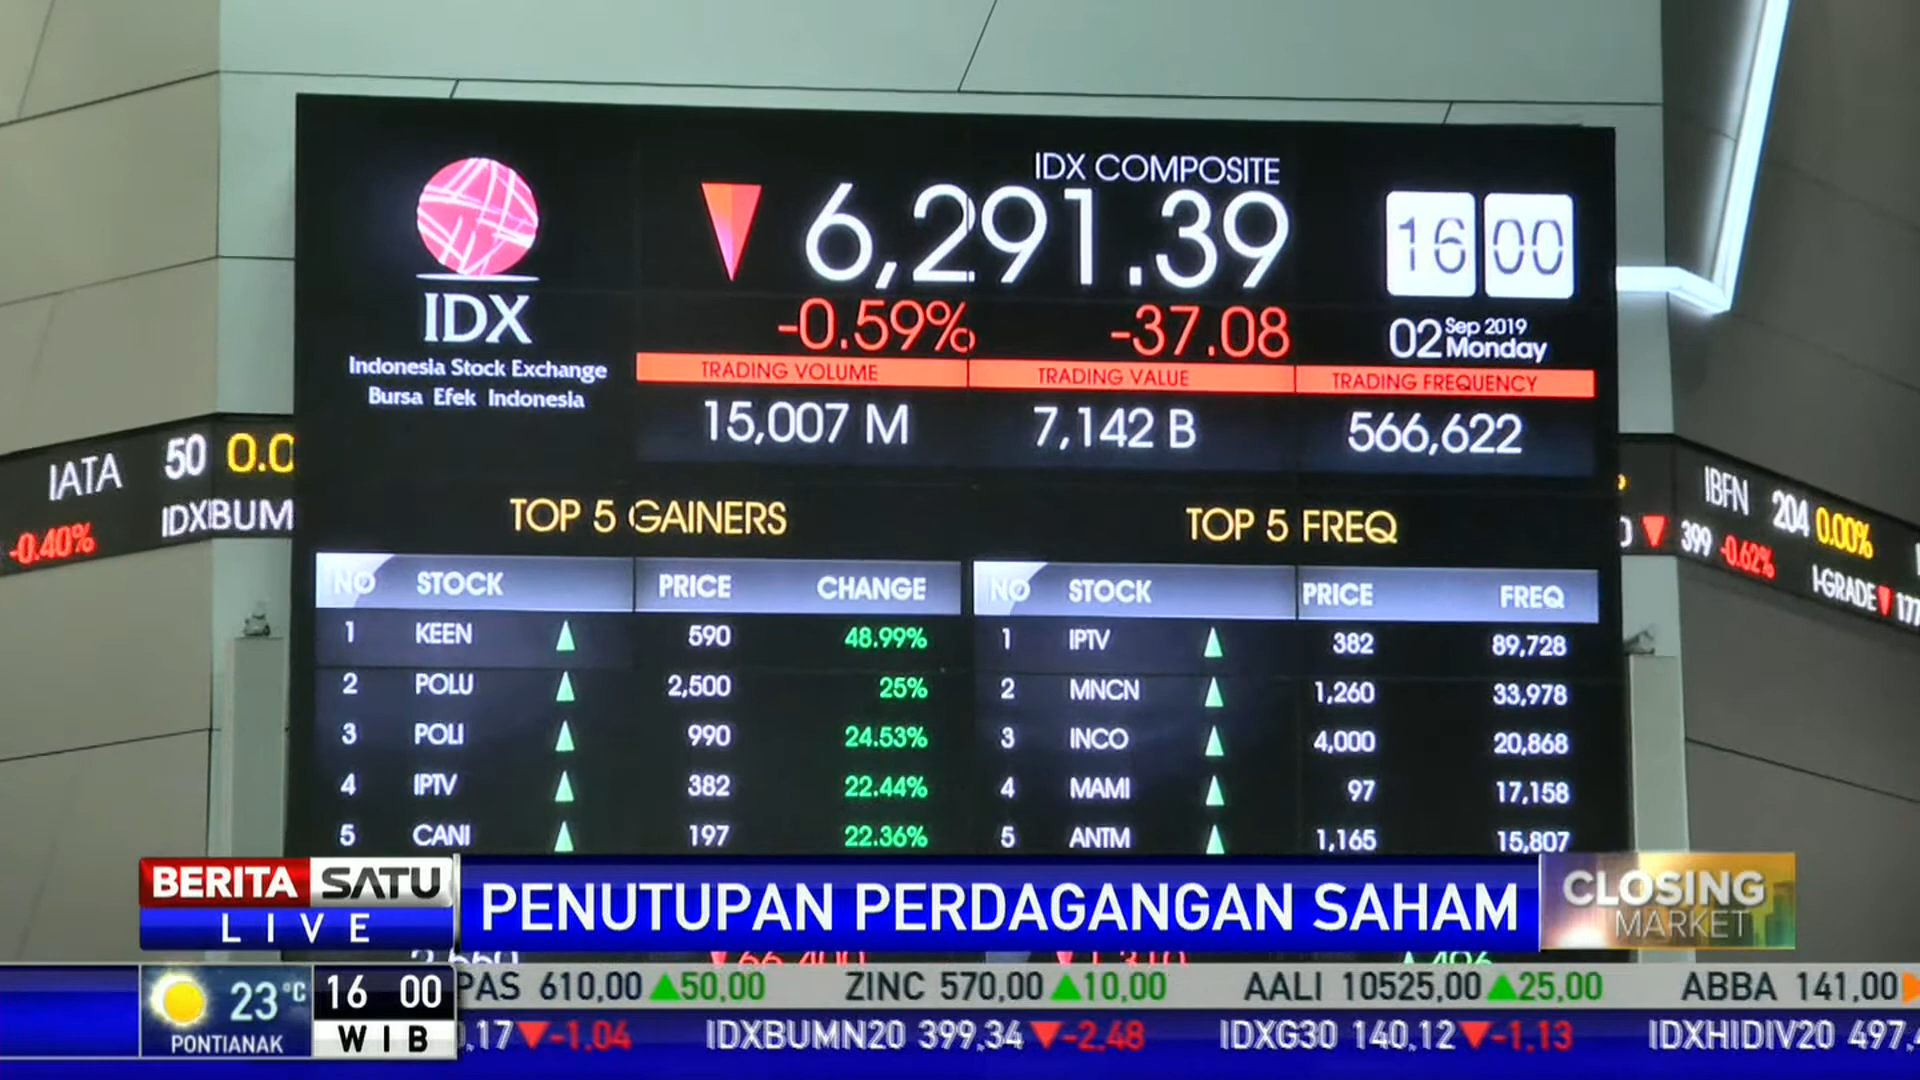 IDX COMPOSITE
6,291.39
-0.59% -37.08
16 00
02 Sep 2019
Monday
IDX
Indonesia Stock Exchange
Bursa Efek Indonesia
TRADING VOLUME TRADING VALUE TRADING FREQUENCY
15,007 M 7,142 B 566,622
IATA 50 0.0
-0.40% IDXBUM
IBFN 204 0.00%
399 -0.62% I-GRADE 177
TOP 5 GAINERS
NO STOCK PRICE CHANGE
1 KEEN 590 48.99%
2 POLU 2,500 25%
3 POLI 990 24.53%
4 IPTV 382 22.44%
5 CANI 197 22.36%
TOP 5 FREQ
NO STOCK PRICE FREQ
1 IPTV 382 89,728
2 MNCN 1,260 33,978
3 INCO 4,000 20,868
4 MAMI 97 17,158
5 ANTM 1,165 15,807
BERITA SATU
LIVE
PENUTUPAN PERDAGANGAN SAHAM
CLOSING
MARKET
23°C
PONTIANAK
16 00
WIB
PAS 610,00 50,00 ZINC 570,00 10,00 AALI 10525,00 25,00 ABBA 141,00
,17 -1.04 IDXBUMN20 399,34 -2.48 IDXG30 140,12 -1,13 IDXHIDIV20 497,